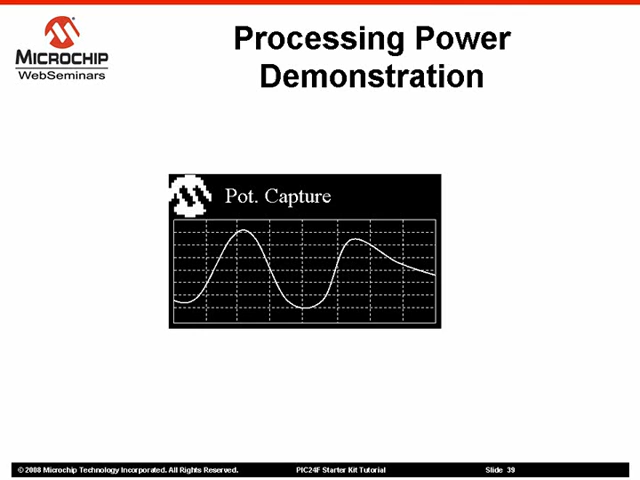 Processing Power
Demonstration
MICROCHIP
WebSeminars
Pot. Capture
© 2008 Microchip Technology Incorporated. All Rights Reserved.
PIC24F Starter Kit Tutorial
Slide 39